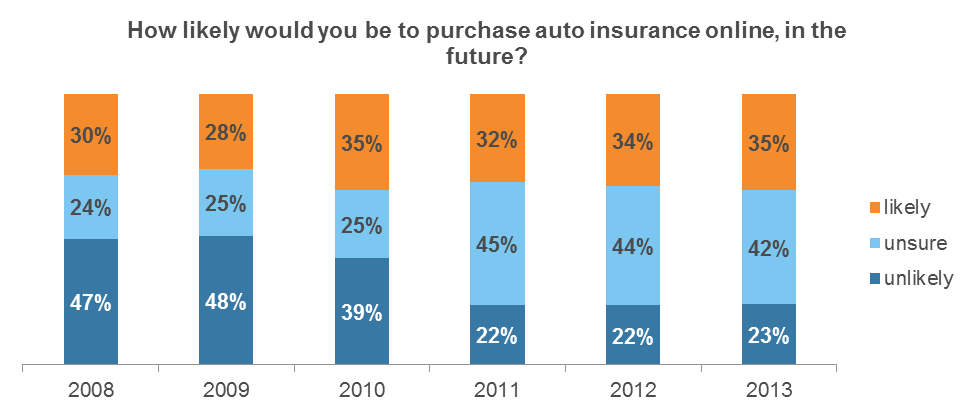 How likely would you be to purchase auto insurance online, in the
future?
30% 28% 35% 32% 34% 35%
24% 25% 25% 45% 44% 42%
47% 48% 39% 22% 22% 23%
likely
unsure
unlikely
2008 2009 2010 2011 2012 2013